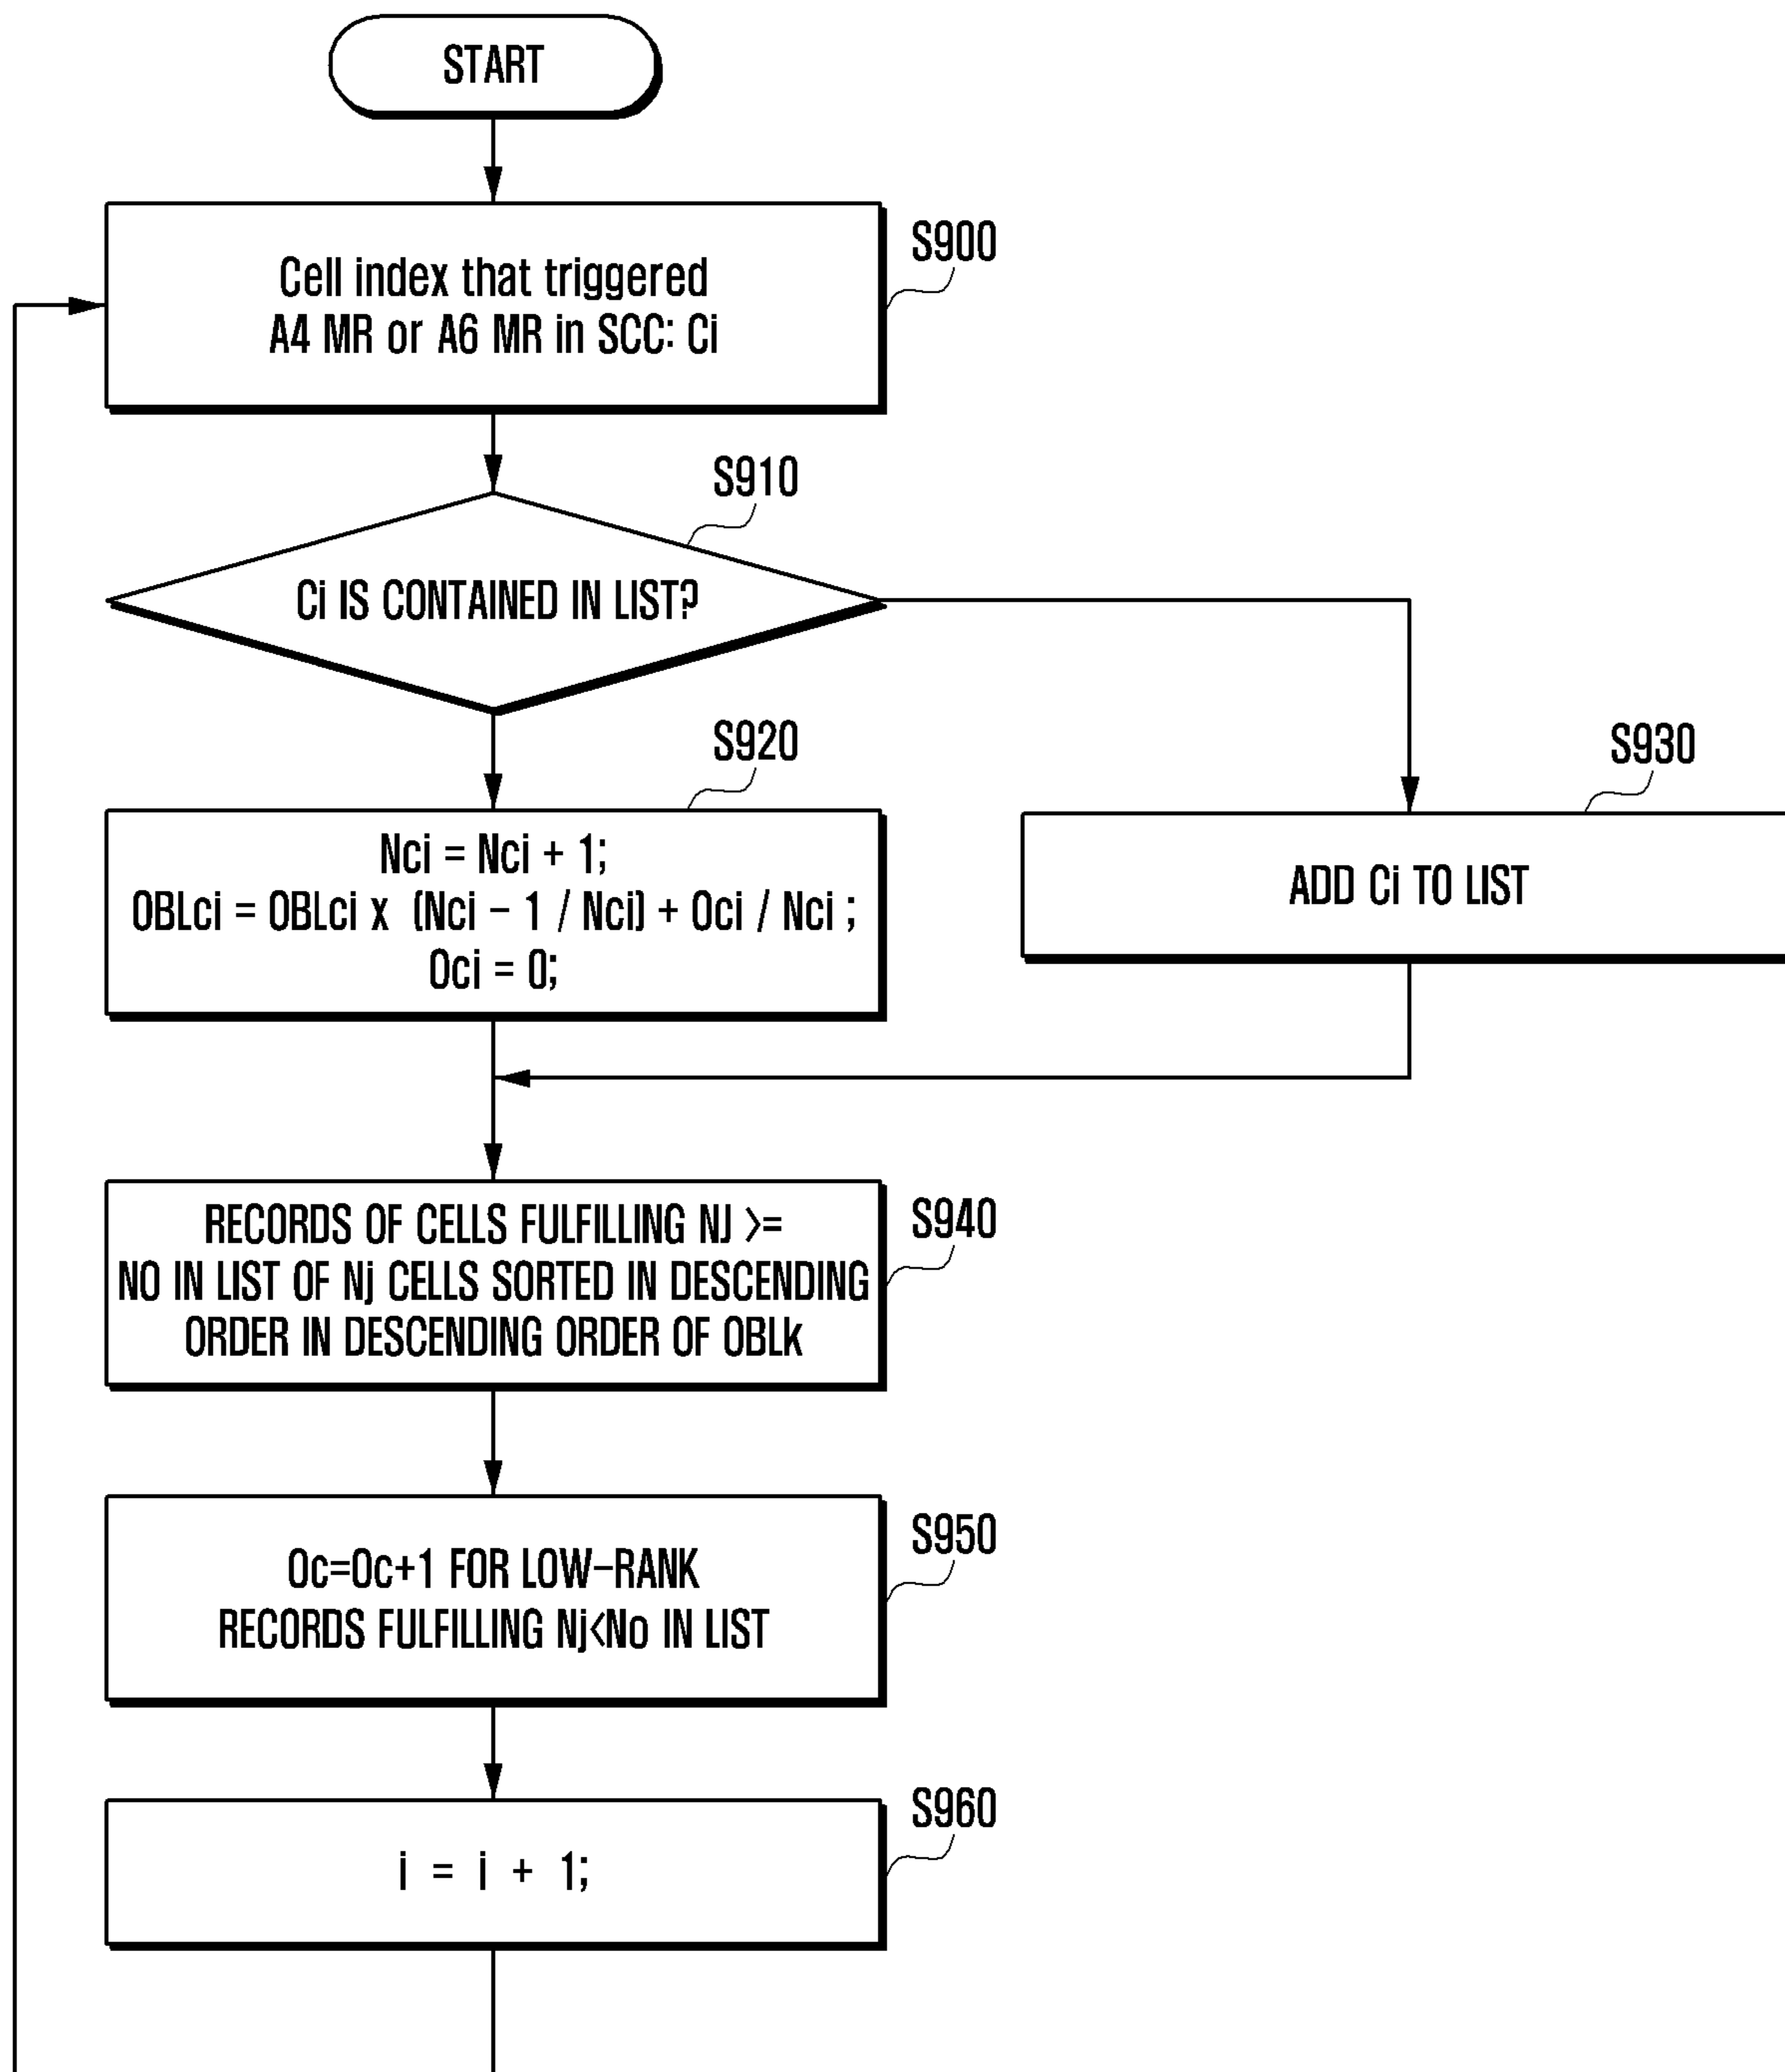 START
S900
Cell index that triggered
A4 MR or A6 MR in SCC: Ci
S910
Ci IS CONTAINED IN LIST?
S920
Nci = Nci + 1;
OBLci = OBLci x (Nci - 1 / Nci) + Oci / Nci ;
Oci = 0;
S930
ADD Ci TO LIST
S940
RECORDS OF CELLS FULFILLING NJ >=
NO IN LIST OF Nj CELLS SORTED IN DESCENDING
ORDER IN DESCENDING ORDER OF OBLk
S950
Oc=Oc+1 FOR LOW-RANK
RECORDS FULFILLING Nj<No IN LIST
S960
i = i + 1;